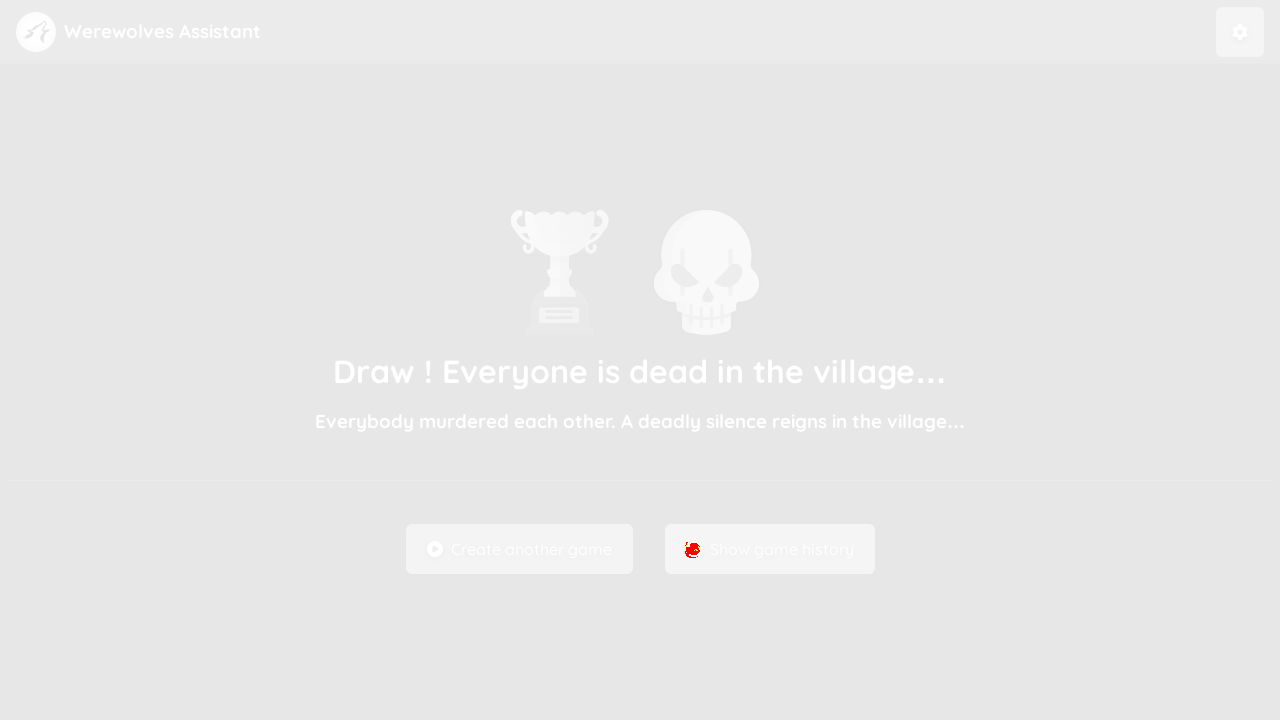 Werewolves Assistant
Draw ! Everyone is dead in the village...
Everybody murdered each other. A deadly silence reigns in the village...
Create another game
Show game history